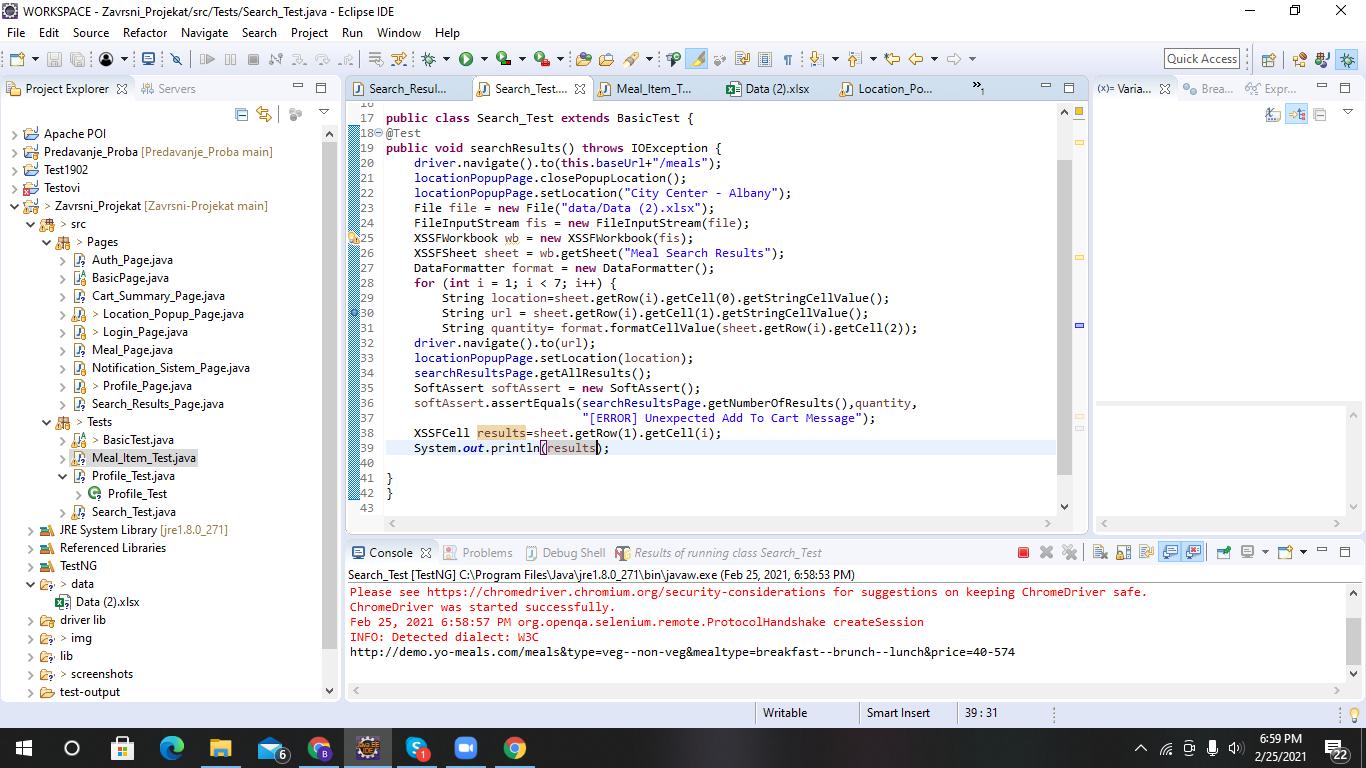 WORKSPACE - Zavrsni_Projekat/src/Tests/Search_Test.java - Eclipse IDE
File Edit Source Refactor Navigate Search Project Run Window Help
Quick Access
Project Explorer Servers
Apache POI
Predavanje_Proba [Predavanje_Proba main]
Test1902
Testovi
> Zavrsni_Projekat [Zavrsni-Projekat main]
> src
> Pages
Auth_Page.java
BasicPage.java
Cart_Summary_Page.java
> Location_Popup_Page.java
> Login_Page.java
Meal_Page.java
Notification_Sistem_Page.java
> Profile_Page.java
Search_Results_Page.java
> Tests
> BasicTest.java
Meal_Item_Test.java
Profile_Test.java
Profile_Test
Search_Test.java
JRE System Library [jre1.8.0_271]
Referenced Libraries
TestNG
> data
Data (2).xlsx
driver lib
> img
lib
> screenshots
test-output
Search_Resul... Search_Test.... Meal_Item_T... Data (2).xlsx Location_Po... »1
16
17 public class Search_Test extends BasicTest {
18 @Test
19 public void searchResults() throws IOException {
20 driver.navigate().to(this.baseUrl+"/meals");
21 locationPopupPage.closePopupLocation();
22 locationPopupPage.setLocation("City Center - Albany");
23 File file = new File("data/Data (2).xlsx");
24 FileInputStream fis = new FileInputStream(file);
25 XSSFWorkbook wb = new XSSFWorkbook(fis);
26 XSSFSheet sheet = wb.getSheet("Meal Search Results");
27 DataFormatter format = new DataFormatter();
28 for (int i = 1; i < 7; i++) {
29 String location=sheet.getRow(i).getCell(0).getStringCellValue();
30 String url = sheet.getRow(i).getCell(1).getStringCellValue();
31 String quantity= format.formatCellValue(sheet.getRow(i).getCell(2));
32 driver.navigate().to(url);
33 locationPopupPage.setLocation(location);
34 searchResultsPage.getAllResults();
35 SoftAssert softAssert = new SoftAssert();
36 softAssert.assertEquals(searchResultsPage.getNumberOfResults(),quantity,
37 "[ERROR] Unexpected Add To Cart Message");
38 XSSFCell results=sheet.getRow(1).getCell(i);
39 System.out.println(results);
40
41 }
42 }
43
(x)= Varia... Brea... Expr...
Console Problems Debug Shell Results of running class Search_Test
Search_Test [TestNG] C:\Program Files\Java\jre1.8.0_271\bin\javaw.exe (Feb 25, 2021, 6:58:53 PM)
Please see https://chromedriver.chromium.org/security-considerations for suggestions on keeping ChromeDriver safe.
ChromeDriver was started successfully.
Feb 25, 2021 6:58:57 PM org.openqa.selenium.remote.ProtocolHandshake createSession
INFO: Detected dialect: W3C
http://demo.yo-meals.com/meals&type=veg--non-veg&mealtype=breakfast--brunch--lunch&price=40-574
Writable Smart Insert 39 : 31
6 B Java EE IDE 1 6:59 PM
2/25/2021 22